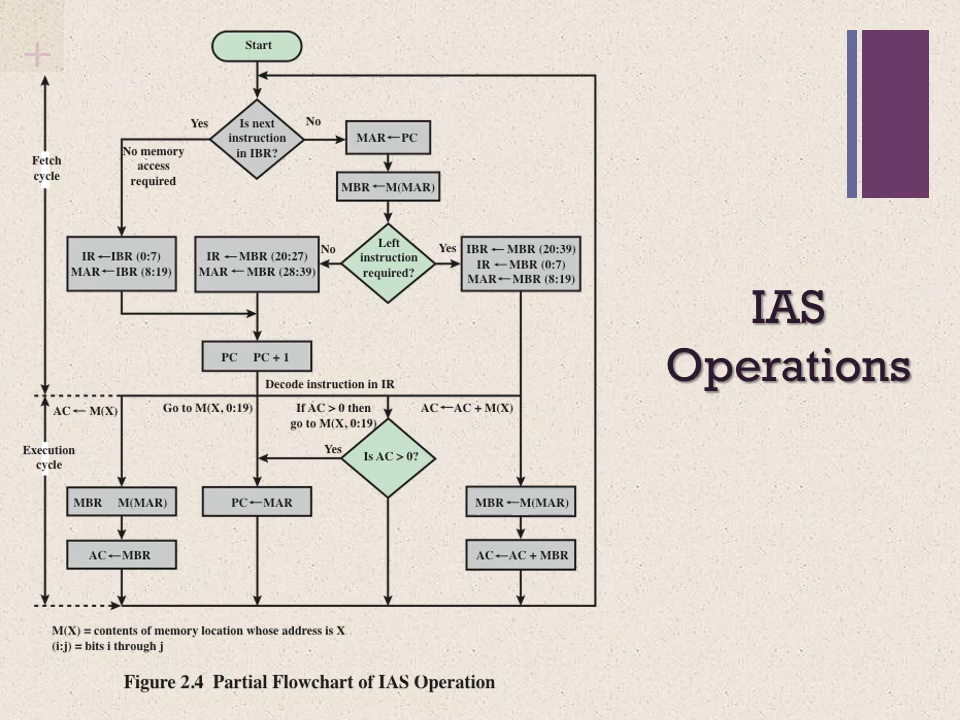 Start
Yes
Is next
instruction
in IBR?
No
MAR←PC
No memory
access
required
Fetch
cycle
MBR←M(MAR)
IR←IBR (0:7)
MAR←IBR (8:19)
IR←MBR (20:27)
MAR←MBR (28:39)
No
Left
instruction
required?
Yes
IBR←MBR (20:39)
IR←MBR (0:7)
MAR←MBR (8:19)
PC PC + 1
Decode instruction in IR
AC←M(X)
Go to M(X, 0:19)
If AC > 0 then
go to M(X, 0:19)
AC←AC + M(X)
Execution
cycle
Yes
Is AC > 0?
MBR M(MAR)
PC←MAR
MBR←M(MAR)
AC←MBR
AC←AC + MBR
M(X) = contents of memory location whose address is X
(i:j) = bits i through j
Figure 2.4 Partial Flowchart of IAS Operation
IAS
Operations